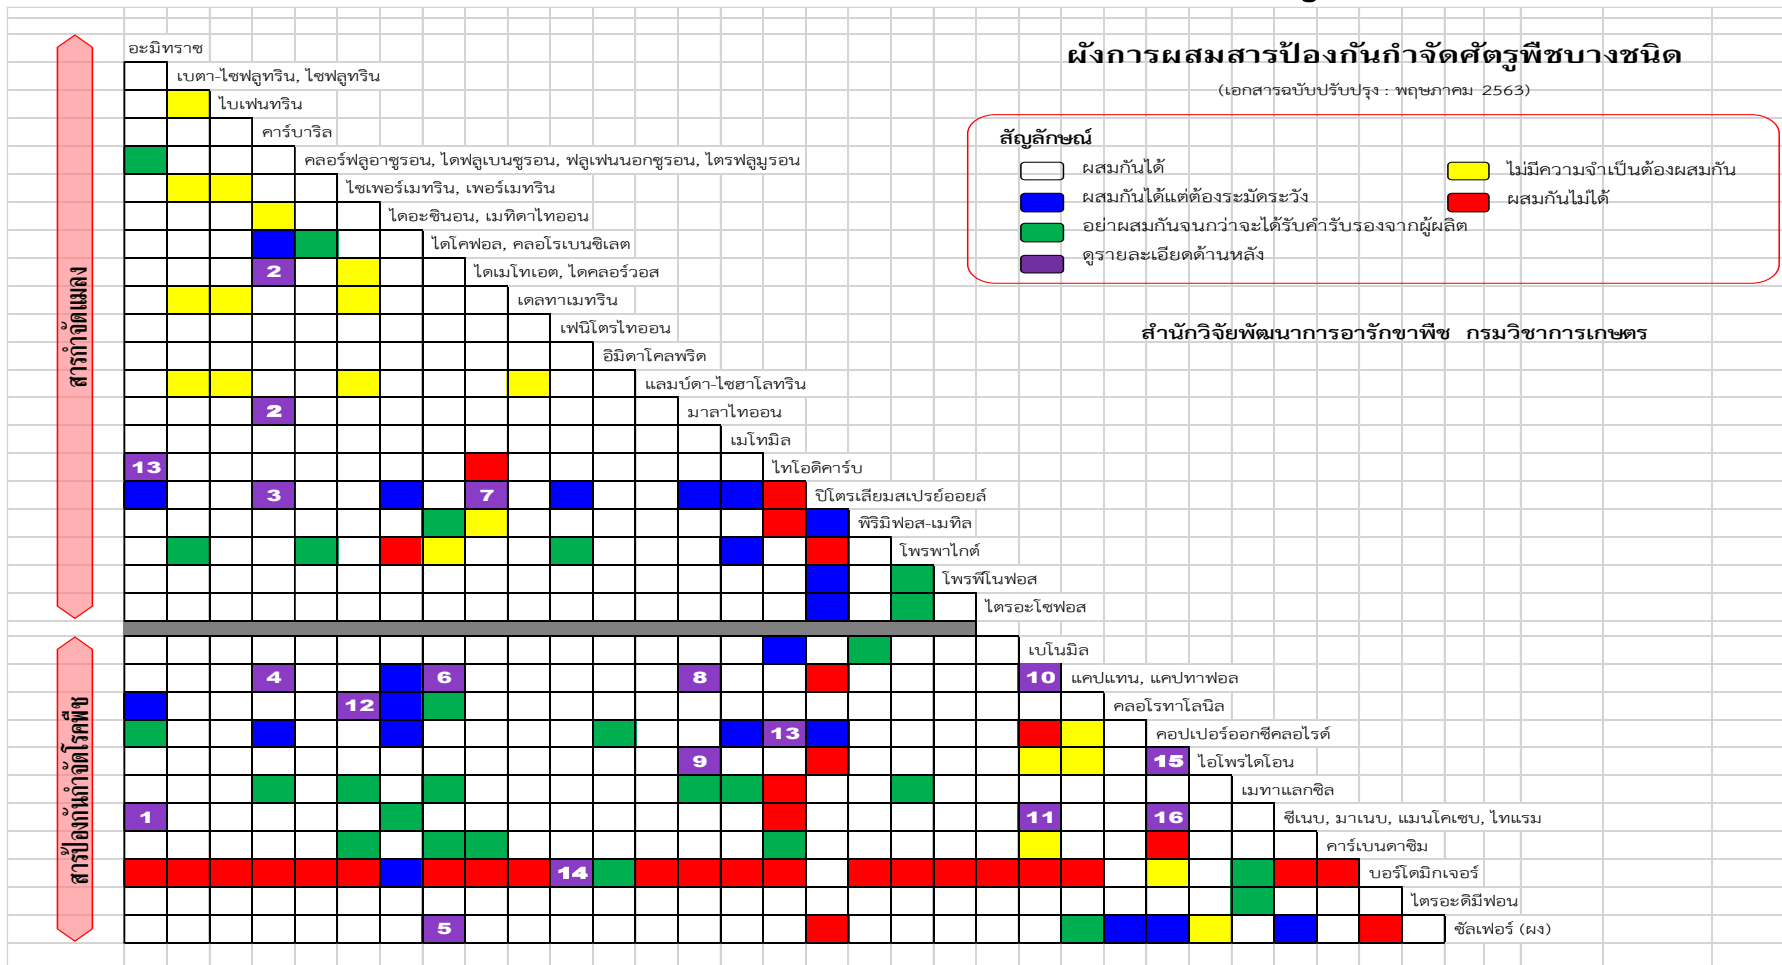 ผังการผสมสารป้องกันกำจัดศัตรูพืชบางชนิด
(เอกสารฉบับปรับปรุง : พฤษภาคม 2563)
สัญลักษณ์
ผสมกันได้
ไม่มีความจำเป็นต้องผสมกัน
ผสมกันได้แต่ต้องระมัดระวัง
ผสมกันไม่ได้
อย่าผสมกันจนกว่าจะได้รับคำรับรองจากผู้ผลิต
ดูรายละเอียดด้านหลัง
สำนักวิจัยพัฒนาการอารักขาพืช กรมวิชาการเกษตร
สารกำจัดแมลง
อะมิทราซ
เบตา-ไซฟลูทริน, ไซฟลูทริน
ไบเฟนทริน
คาร์บาริล
คลอร์ฟลูอาซูรอน, ไดฟลูเบนซูรอน, ฟลูเฟนนอกซูรอน, ไตรฟลูมูรอน
ไซเพอร์เมทริน, เพอร์เมทริน
ไดอะซินอน, เมทิดาไทออน
ไดโคฟอล, คลอโรเบนซิเลต
2 ไดเมโทเอต, ไดคลอร์วอส
เดลทาเมทริน
เฟนิโตรไทออน
อิมิดาโคลพริด
แลมบ์ดา-ไซฮาโลทริน
2 มาลาไทออน
เมโทมิล
13 ไทโอดิคาร์บ
3 7 ปิโตรเลียมสเปรย์ออยล์
พิริมิฟอส-เมทิล
โพรพาไกต์
โพรฟีโนฟอส
ไตรอะโซฟอส
สารป้องกันกำจัดโรคพืช
เบโนมิล
4 6 8 10 แคปแทน, แคปทาฟอล
12 คลอโรทาโลนิล
13 คอปเปอร์ออกซีคลอไรด์
9 15 ไอโพรไดโอน
เมทาแลกซิล
1 11 16 ซีเนบ, มาเนบ, แมนโคเซบ, ไทแรม
คาร์เบนดาซิม
14 บอร์โดมิกเจอร์
ไตรอะดิมีฟอน
5 ซัลเฟอร์ (ผง)